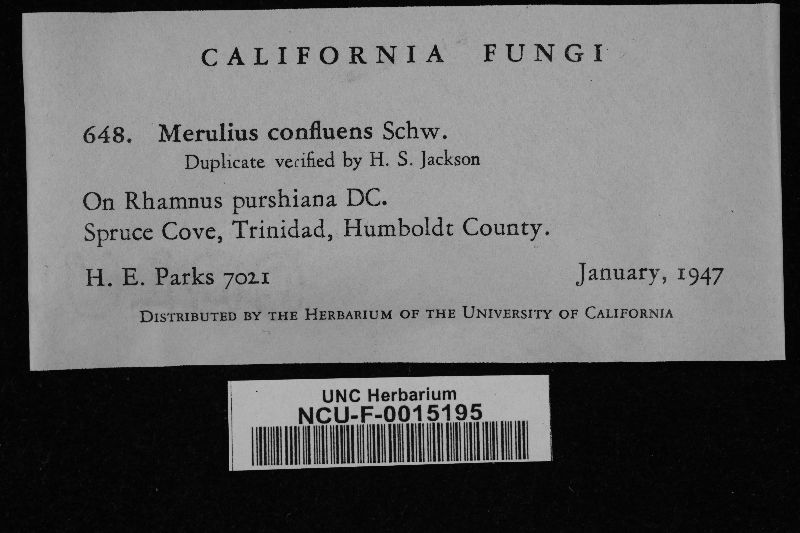 CALIFORNIA FUNGI
648. Merulius confluens Schw.
Duplicate verified by H. S. Jackson
On Rhamnus purshiana DC.
Spruce Cove, Trinidad, Humboldt County.
H. E. Parks 7021 January, 1947
Distributed by the Herbarium of the University of California
UNC Herbarium
NCU-F-0015195